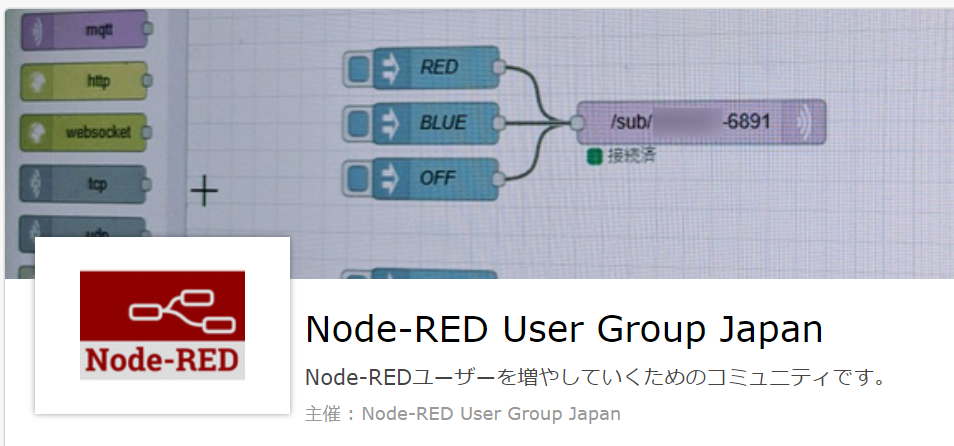 mqtt
http
websocket
tcp
udp
RED
BLUE
OFF
/sub/
-6891
接続済
Node-RED
Node-RED User Group Japan
Node-REDユーザーを増やしていくためのコミュニティです。
主催：Node-RED User Group Japan